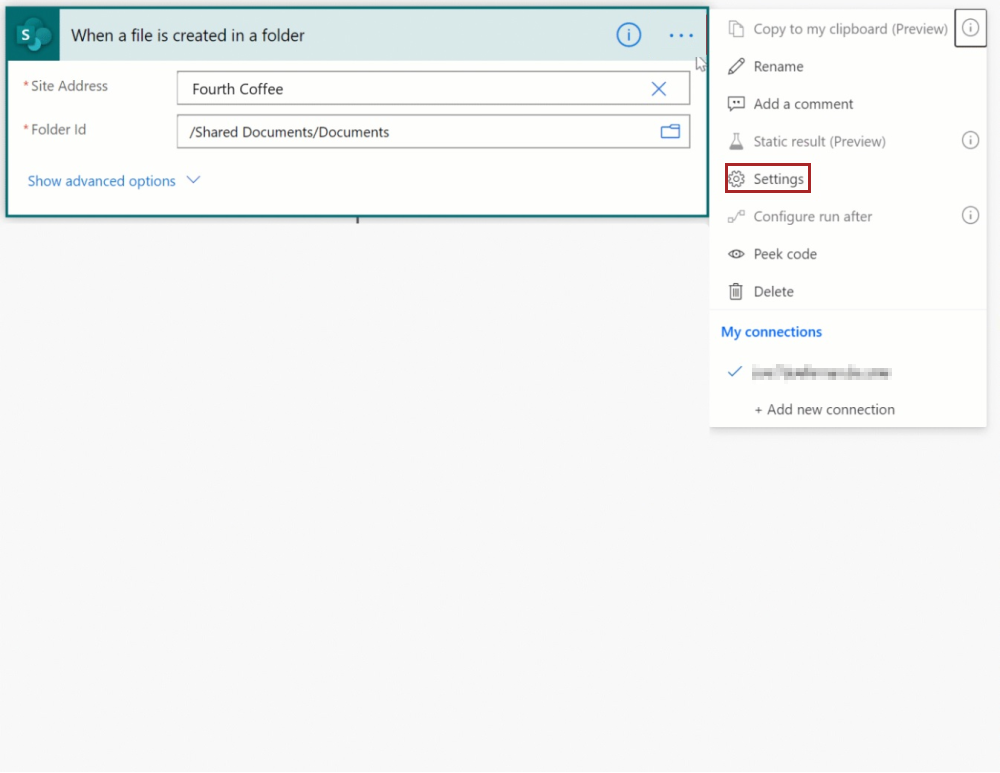 S
When a file is created in a folder
*Site Address
Fourth Coffee
*Folder Id
/Shared Documents/Documents
Show advanced options
Copy to my clipboard (Preview)
Rename
Add a comment
Static result (Preview)
Settings
Configure run after
Peek code
Delete
My connections
+ Add new connection